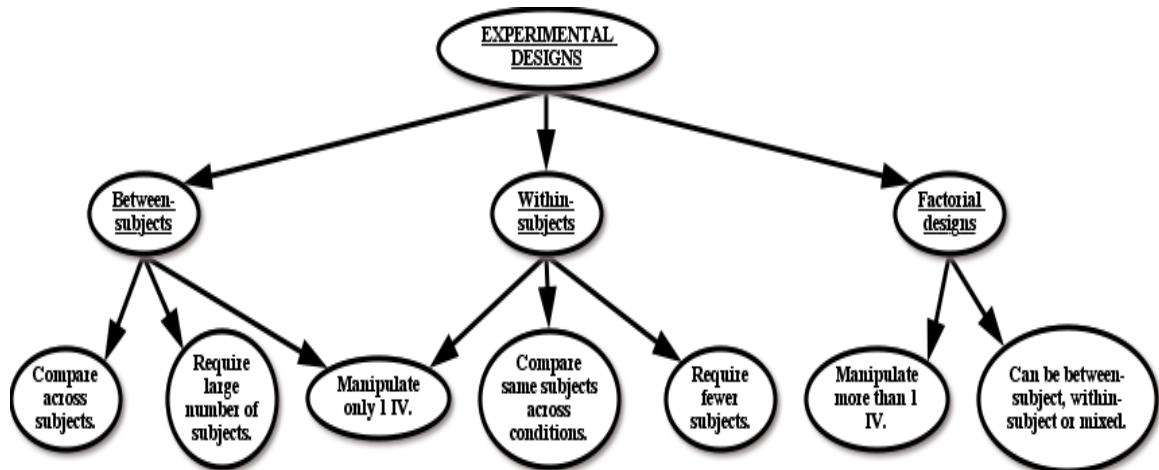 EXPERIMENTAL
DESIGNS
Between-
subjects
Within-
subjects
Factorial
designs
Compare
across
subjects.
Require
large
number of
subjects.
Manipulate
only 1 IV.
Compare
same subjects
across
conditions.
Require
fewer
subjects.
Manipulate
more than 1
IV.
Can be between-
subject, within-
subject or mixed.